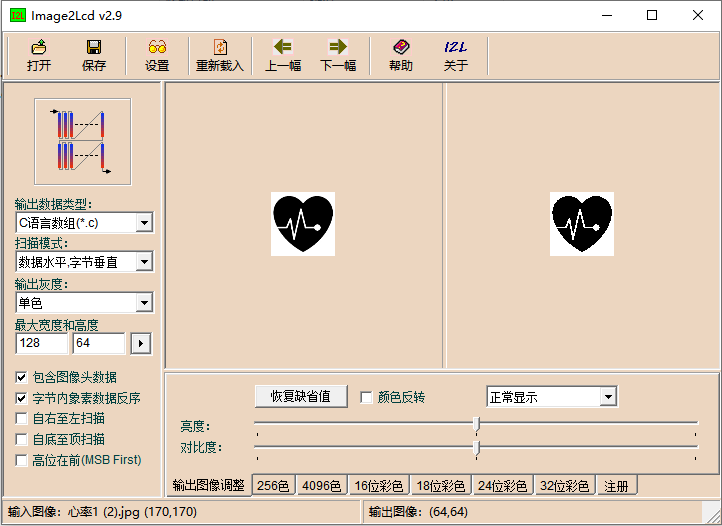 I2L Image2Lcd v2.9
打开 保存 设置 重新载入 上一幅 下一幅 I2L 帮助 关于
输出数据类型:
C语言数组(*.c)
扫描模式:
数据水平,字节垂直
输出灰度:
单色
最大宽度和高度
128 64
包含图像头数据
字节内象素数据反序
自右至左扫描
自底至顶扫描
高位在前(MSB First)
恢复缺省值 颜色反转 正常显示
亮度:
对比度:
输出图像调整 256色 4096色 16位彩色 18位彩色 24位彩色 32位彩色 注册
输入图像: 心率1 (2).jpg (170,170) 输出图像: (64,64)